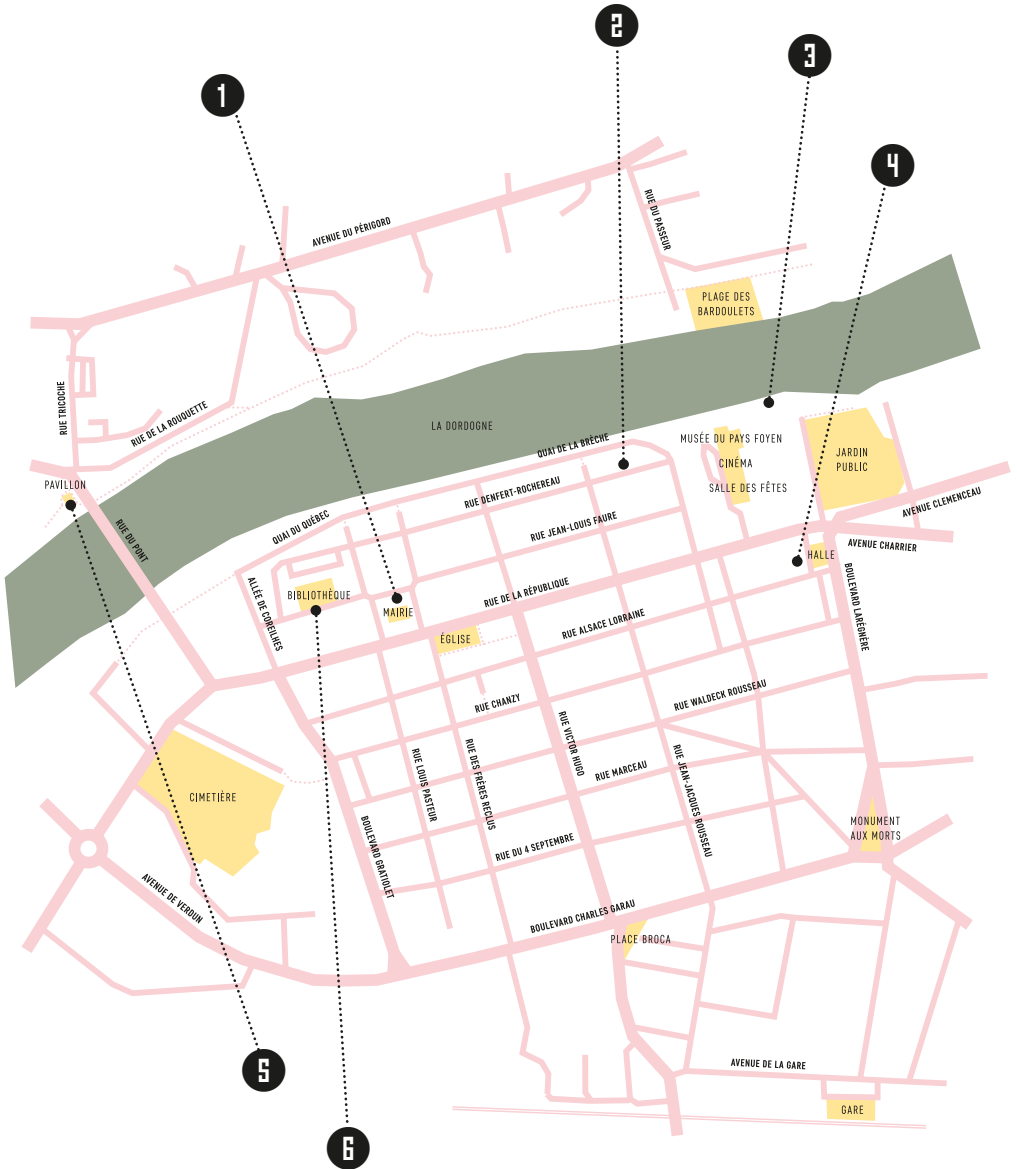 2
3
1
4
AVENUE DU PÉRIGORD
RUE DU PASSEUR
PLAGE DES
BARDOULETS
RUE TRICOCHE
RUE DE LA ROUQUETTE
LA DORDOGNE
QUAI DE LA BRÈCHE
MUSÉE DU PAYS FOYEN
CINÉMA
SALLE DES FÊTES
JARDIN
PUBLIC
PAVILLON
RUE DU PONT
QUAI DU QUÉBEC
RUE DENFERT-ROCHEREAU
RUE JEAN-LOUIS FAURE
AVENUE CLEMENCEAU
AVENUE CHARRIER
HALLE
ALLÉE DE COREILHES
BIBLIOTHÈQUE
MAIRIE
RUE DE LA RÉPUBLIQUE
BOULEVARD LARÉGNÈRE
ÉGLISE
RUE ALSACE LORRAINE
RUE CHANZY
RUE WALDECK ROUSSEAU
RUE VICTOR HUGO
RUE LOUIS PASTEUR
RUE DES FRÈRES RECLUS
RUE MARCEAU
RUE JEAN-JACQUES ROUSSEAU
CIMETIÈRE
MONUMENT
AUX MORTS
BOULEVARD GRATIOLET
RUE DU 4 SEPTEMBRE
AVENUE DE VERDUN
BOULEVARD CHARLES GARAU
PLACE BROCA
AVENUE DE LA GARE
5
GARE
6